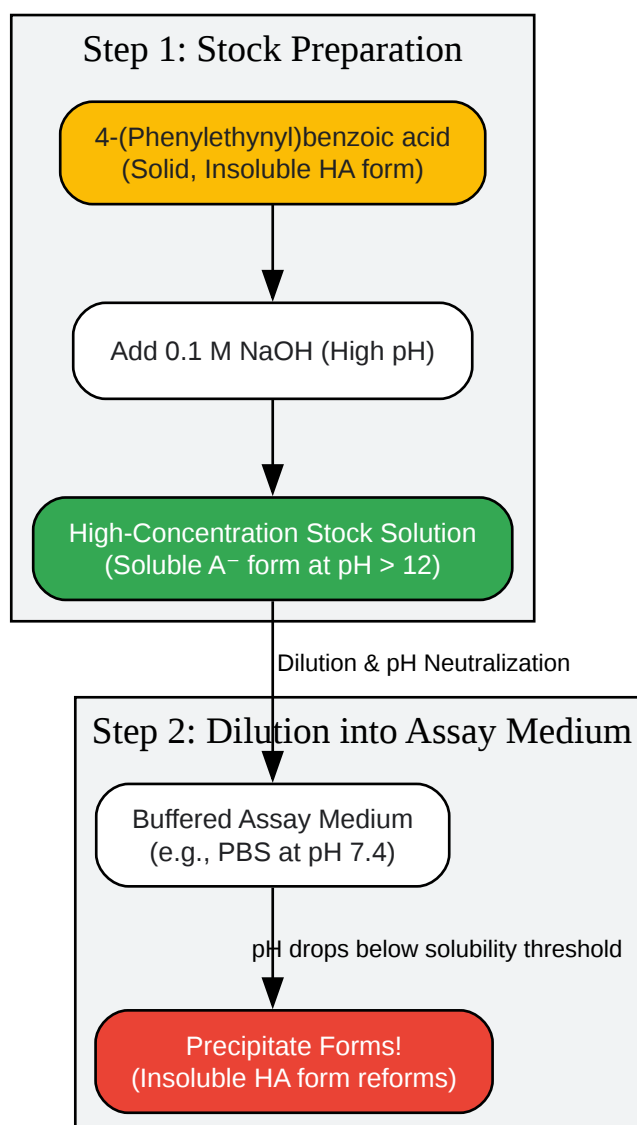 Step 1: Stock Preparation
4-(Phenylethynyl)benzoic acid
(Solid, Insoluble HA form)
Add 0.1 M NaOH (High pH)
High-Concentration Stock Solution
(Soluble A⁻ form at pH > 12)
Dilution & pH Neutralization
Step 2: Dilution into Assay Medium
Buffered Assay Medium
(e.g., PBS at pH 7.4)
pH drops below solubility threshold
Precipitate Forms!
(Insoluble HA form reforms)